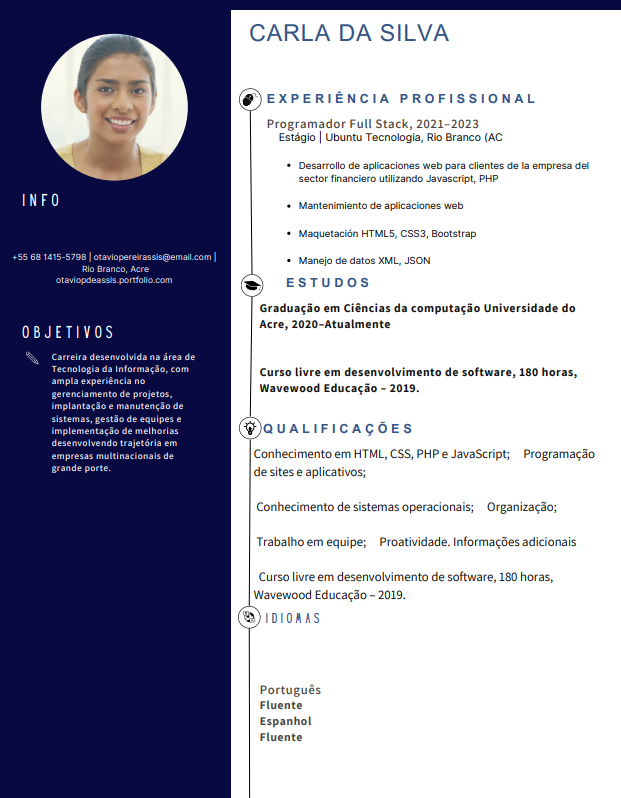 CARLA DA SILVA
INFO
+55 68 1415-5798 | otaviopereirassis@email.com |
Rio Branco, Acre
otaviopdeassis.portfolio.com
OBJETIVOS
Carreira desenvolvida na área de
Tecnologia da Informação, com
ampla experiência no
gerenciamento de projetos,
implantação e manutenção de
sistemas, gestão de equipes e
implementação de melhorias
desenvolvendo trajetória em
empresas multinacionais de
grande porte.
EXPERIÊNCIA PROFISSIONAL
Programador Full Stack, 2021–2023
Estágio | Ubuntu Tecnologia, Rio Branco (AC
• Desarrollo de aplicaciones web para clientes de la empresa del
sector financiero utilizando Javascript, PHP
• Mantenimiento de aplicaciones web
• Maquetación HTML5, CSS3, Bootstrap
• Manejo de datos XML, JSON
ESTUDOS
Graduação em Ciências da computação Universidade do
Acre, 2020–Atualmente
Curso livre em desenvolvimento de software, 180 horas,
Wavewood Educação – 2019.
QUALIFICAÇÕES
Conhecimento em HTML, CSS, PHP e JavaScript; Programação
de sites e aplicativos;
Conhecimento de sistemas operacionais; Organização;
Trabalho em equipe; Proatividade. Informações adicionais
Curso livre em desenvolvimento de software, 180 horas,
Wavewood Educação – 2019.
IDIOMAS
Português
Fluente
Espanhol
Fluente